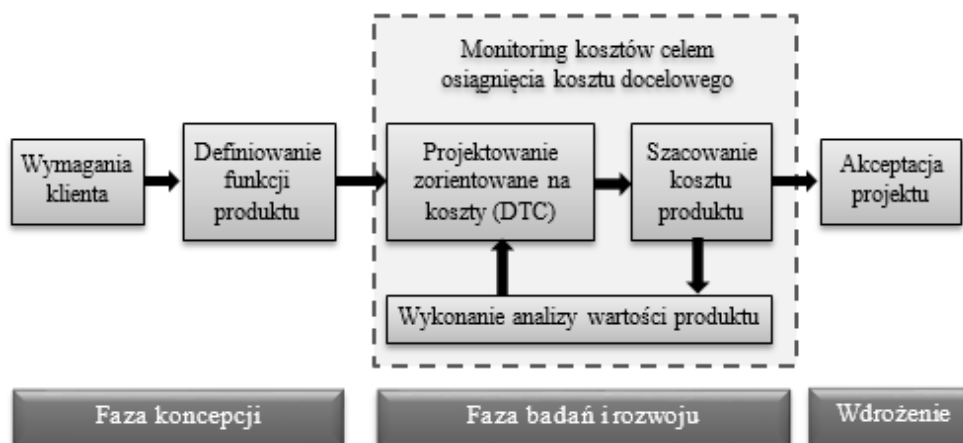 Monitoring kosztów celem
osiągnięcia kosztu docelowego
Wymagania
klienta
Definiowanie
funkcji
produktu
Projektowanie
zorientowane na
koszty (DTC)
Szacowanie
kosztu
produktu
Akceptacja
projektu
Wykonanie analizy wartości produktu
Faza koncepcji
Faza badań i rozwoju
Wdrożenie